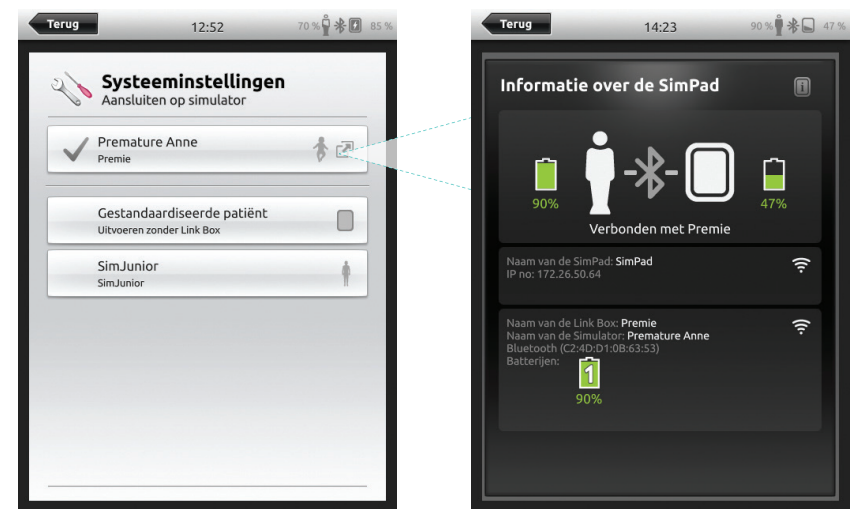 Terug
12:52
70 %
85 %
Systeeminstellingen
Aansluiten op simulator
Premature Anne
Premie
Gestandaardiseerde patiënt
Uitvoeren zonder Link Box
SimJunior
SimJunior
Terug
14:23
90 %
47 %
Informatie over de SimPad
90%
47%
Verbonden met Premie
Naam van de SimPad: SimPad
IP no: 172.26.50.64
Naam van de Link Box: Premie
Naam van de Simulator: Premature Anne
Bluetooth (C2:4D:D1:0B:63:53)
Batterijen:
1
90%